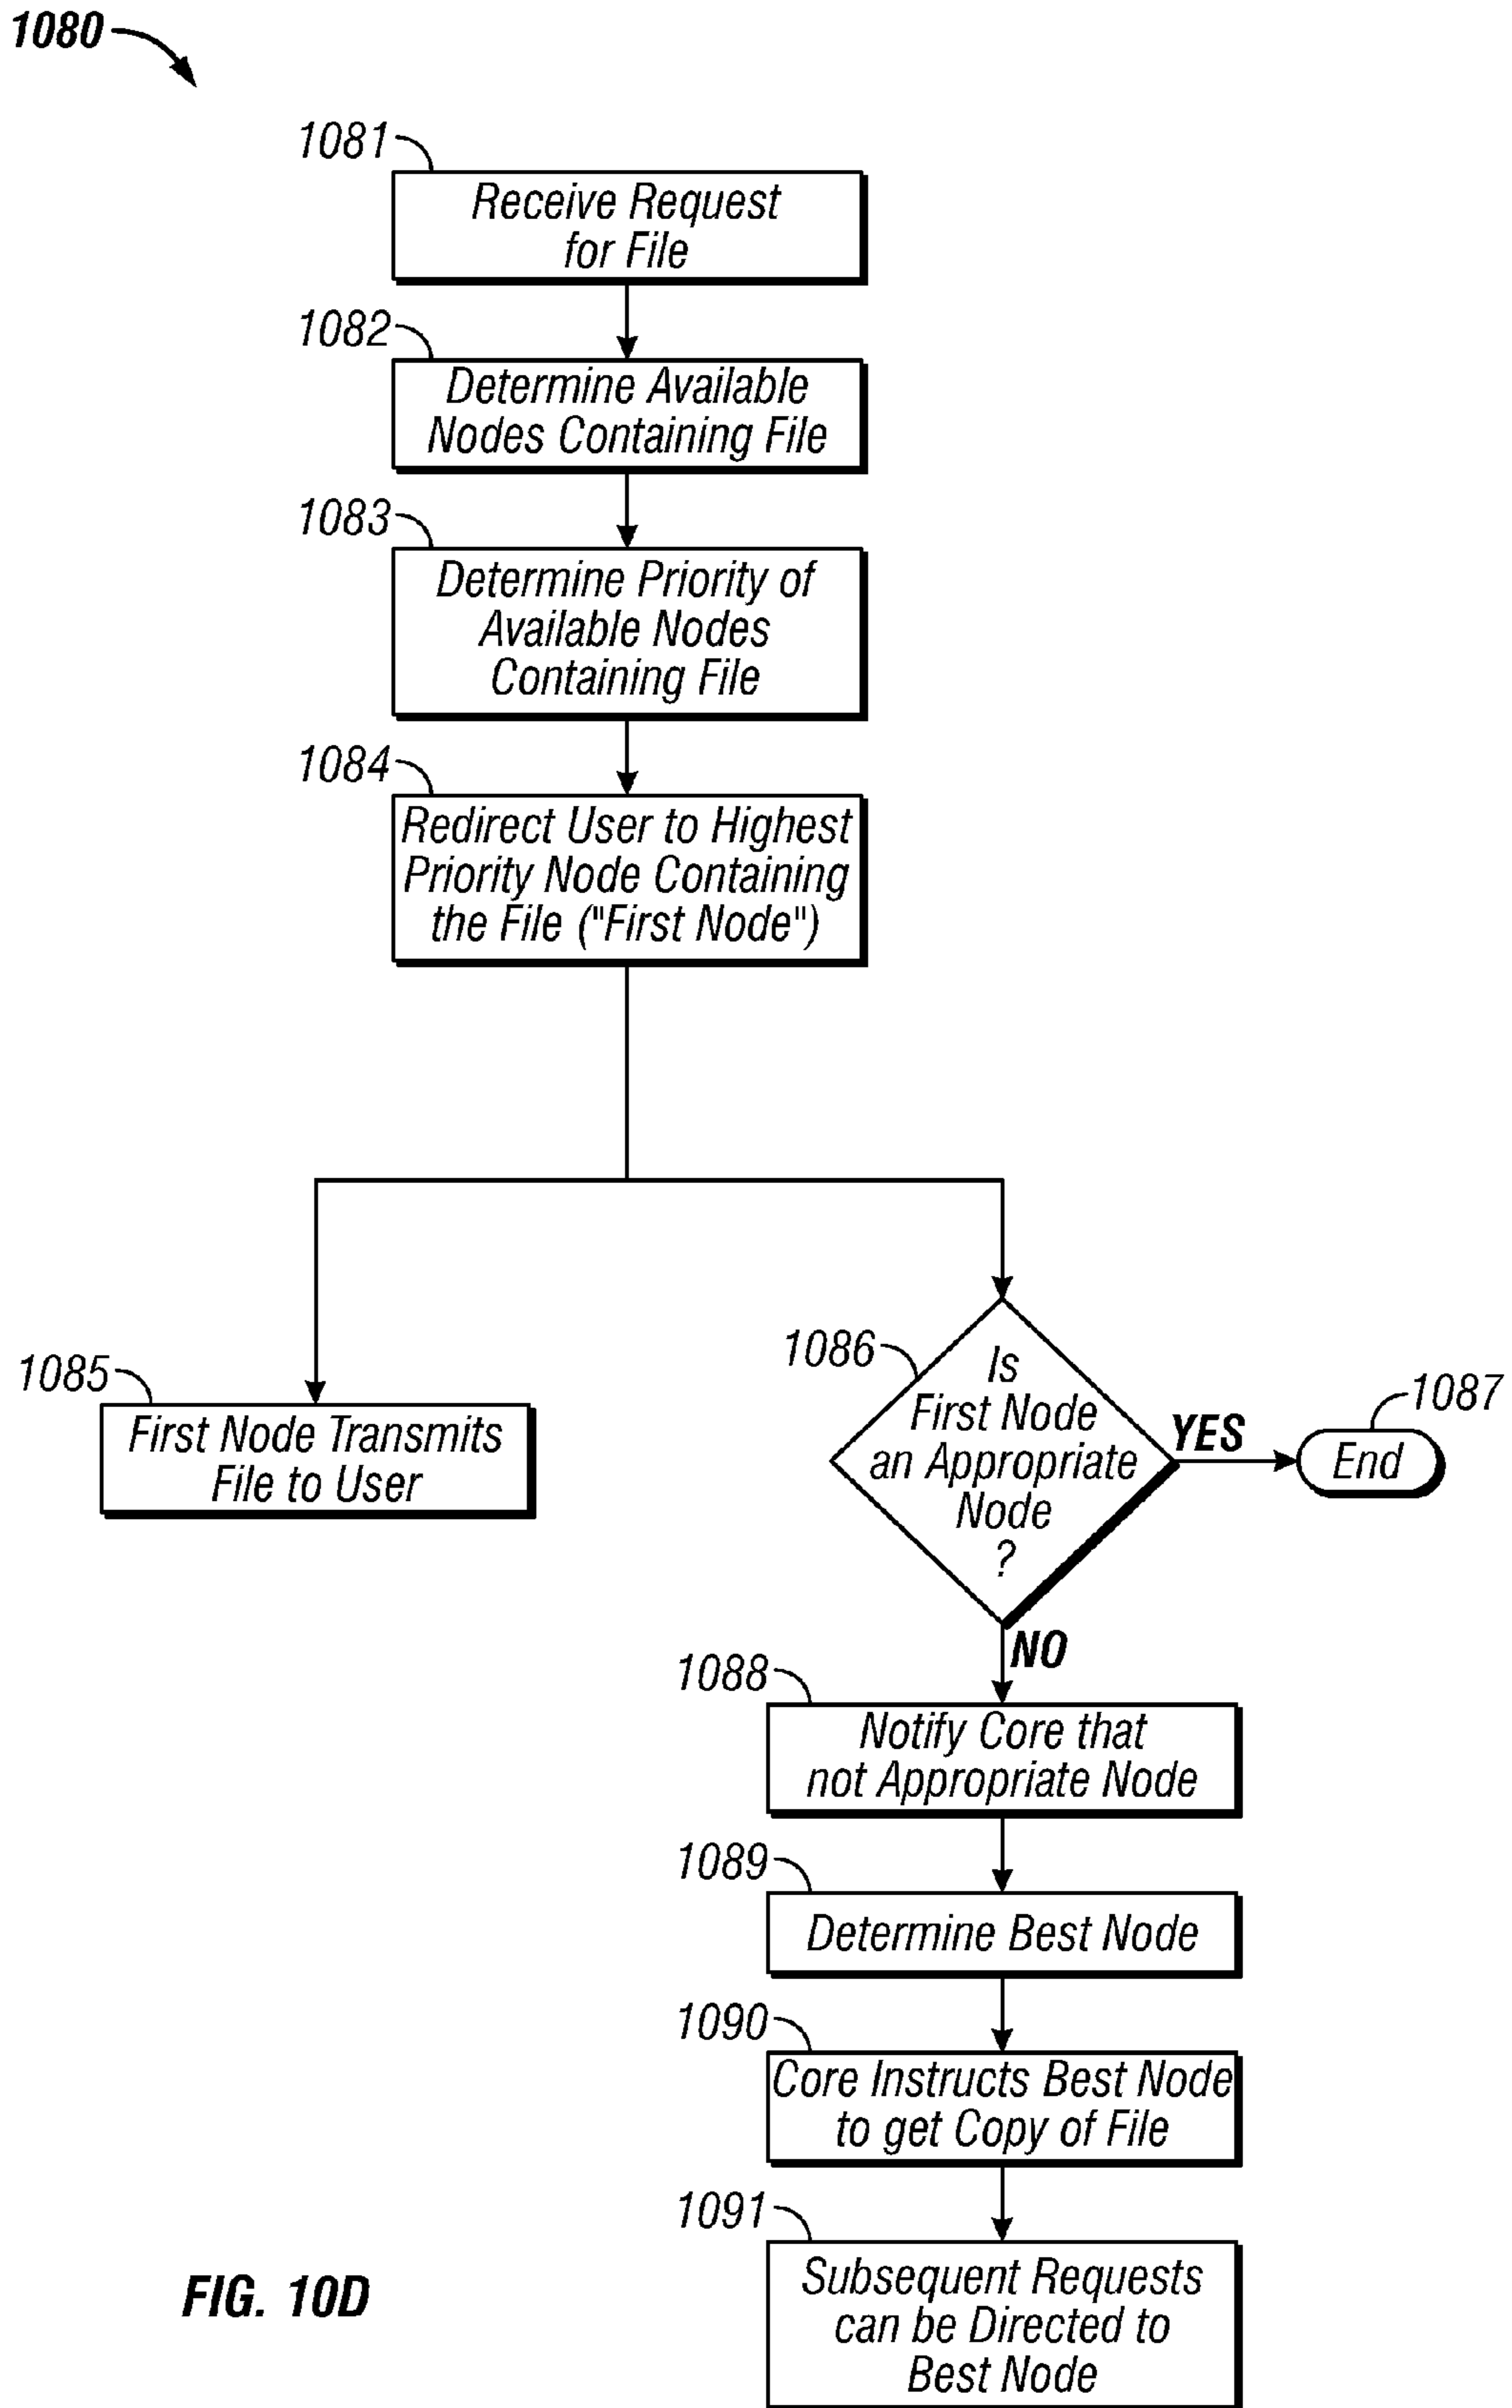 1080
1081
Receive Request
for File
1082
Determine Available
Nodes Containing File
1083
Determine Priority of
Available Nodes
Containing File
1084
Redirect User to Highest
Priority Node Containing
the File ("First Node")
1085
First Node Transmits
File to User
1086
Is
First Node
an Appropriate
Node
?
YES
1087
End
NO
1088
Notify Core that
not Appropriate Node
1089
Determine Best Node
1090
Core Instructs Best Node
to get Copy of File
1091
Subsequent Requests
can be Directed to
Best Node
FIG. 10D